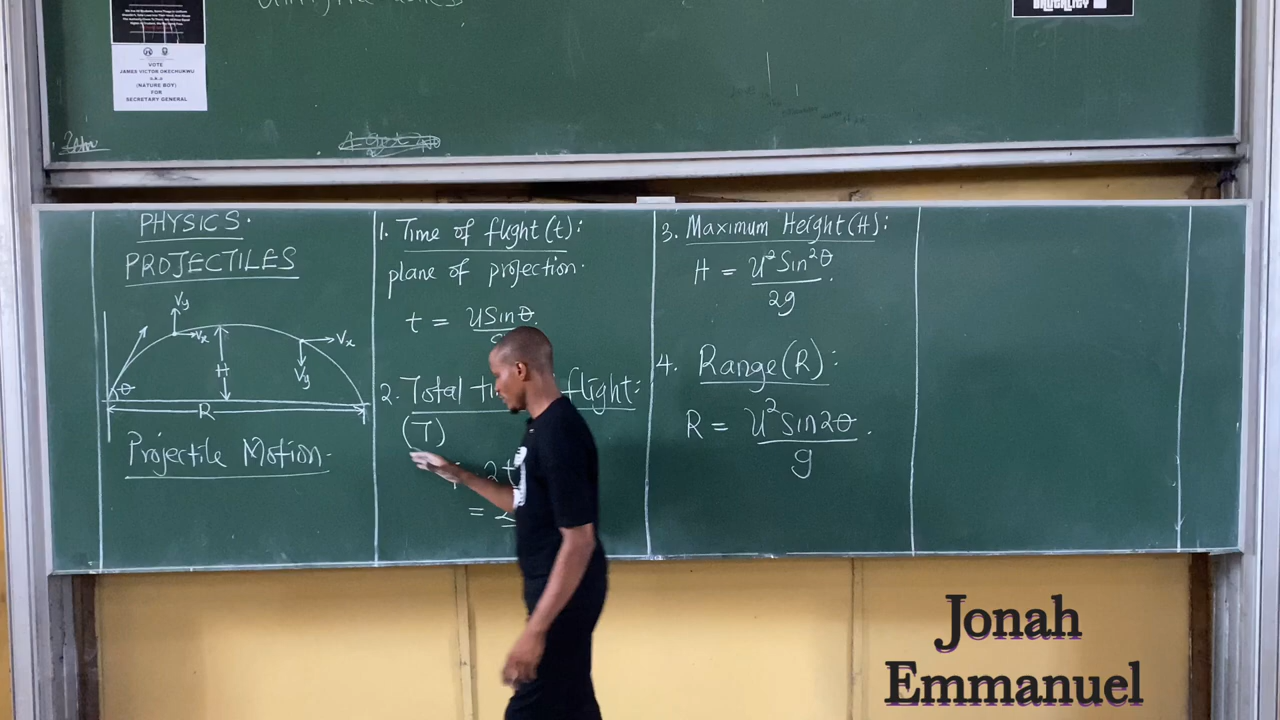 VOTE
JAMES VICTOR OKECHUKWU
a.k.a
(NATURE BOY)
FOR
SECRETARY GENERAL
BRUTALITY
PHYSICS.
PROJECTILES
Vy
Vx
H
Vx
Vy
θ
R
Projectile Motion.
1. Time of flight (t):
plane of projection.
t = USinθ
2. Total flight:
(T)
2t
=
3. Maximum Height (H):
H = U²Sin²θ.
2g
4. Range (R):
R = U²Sin2θ.
g
Jonah
Emmanuel